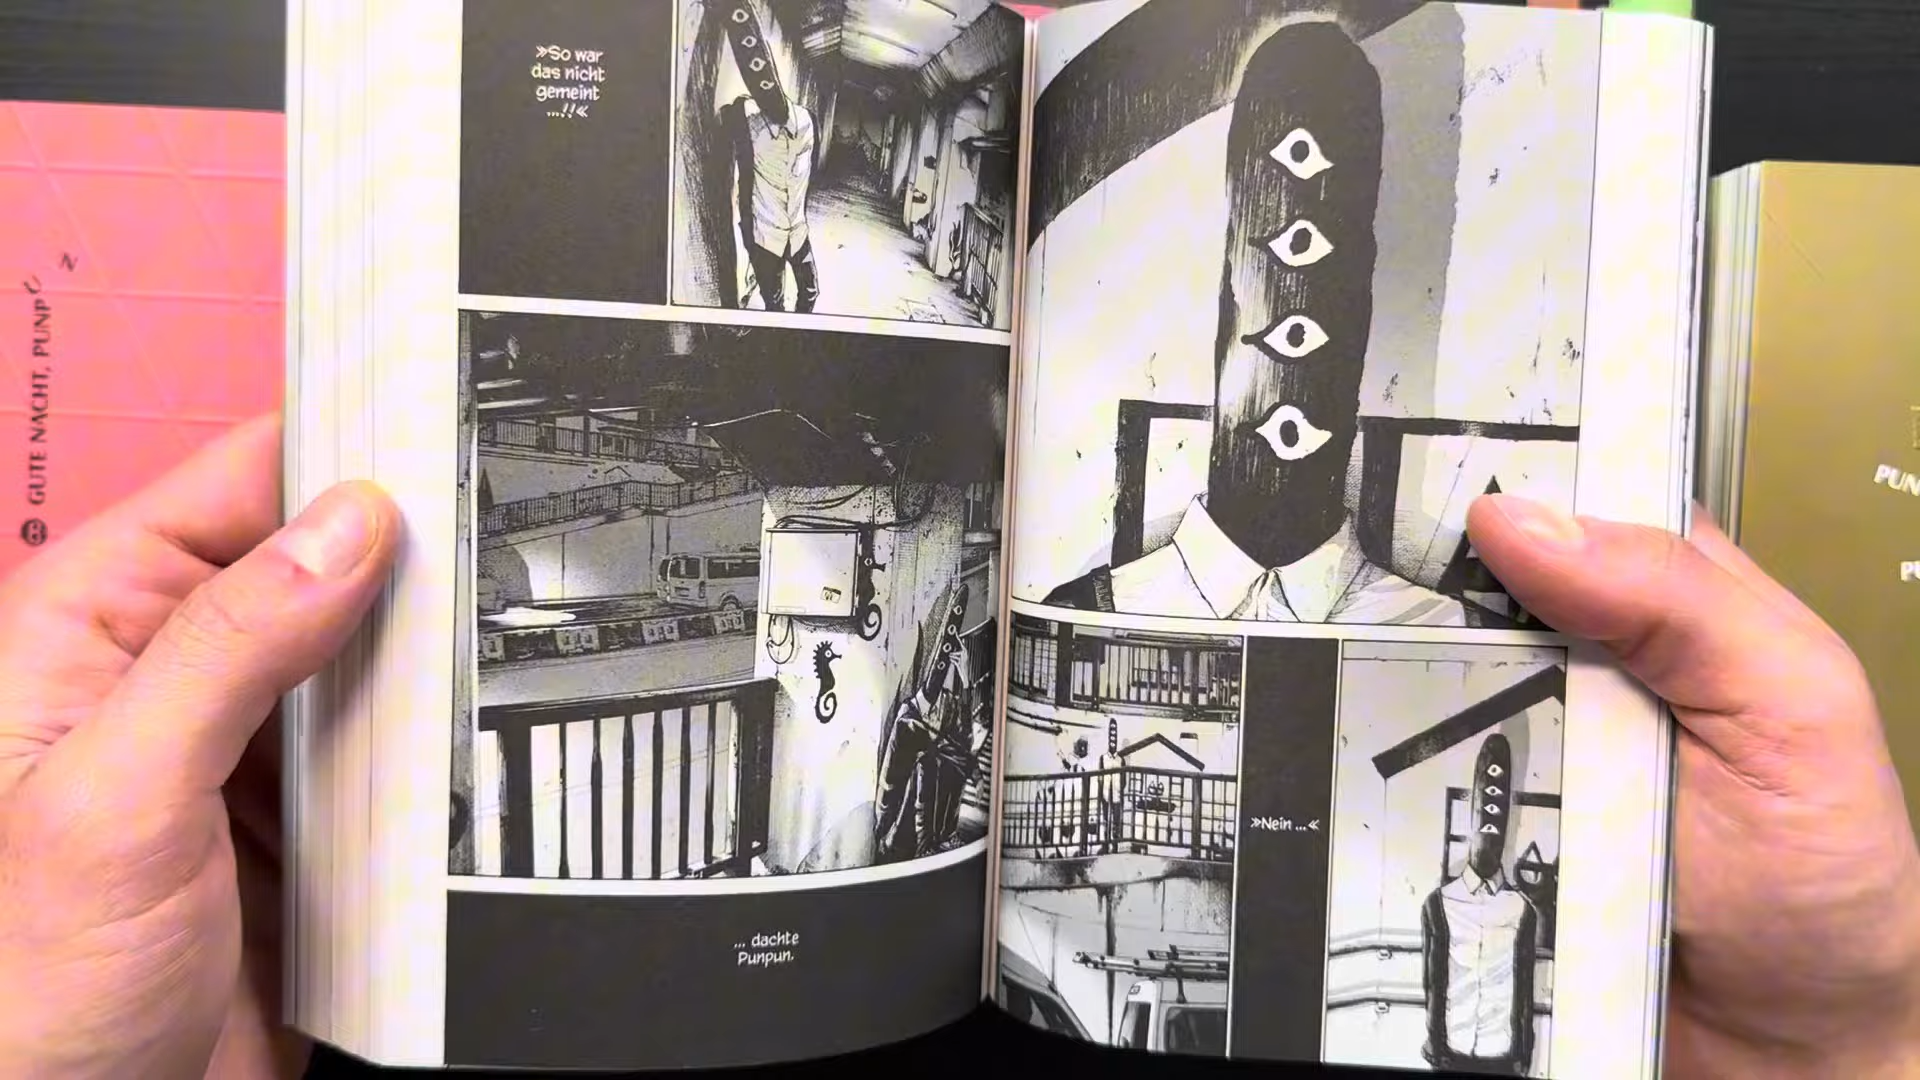 »Nein ...«
»So war
das nicht
gemeint
...!!«
... dachte
Punpun.
GUTE NACHT, PUNP